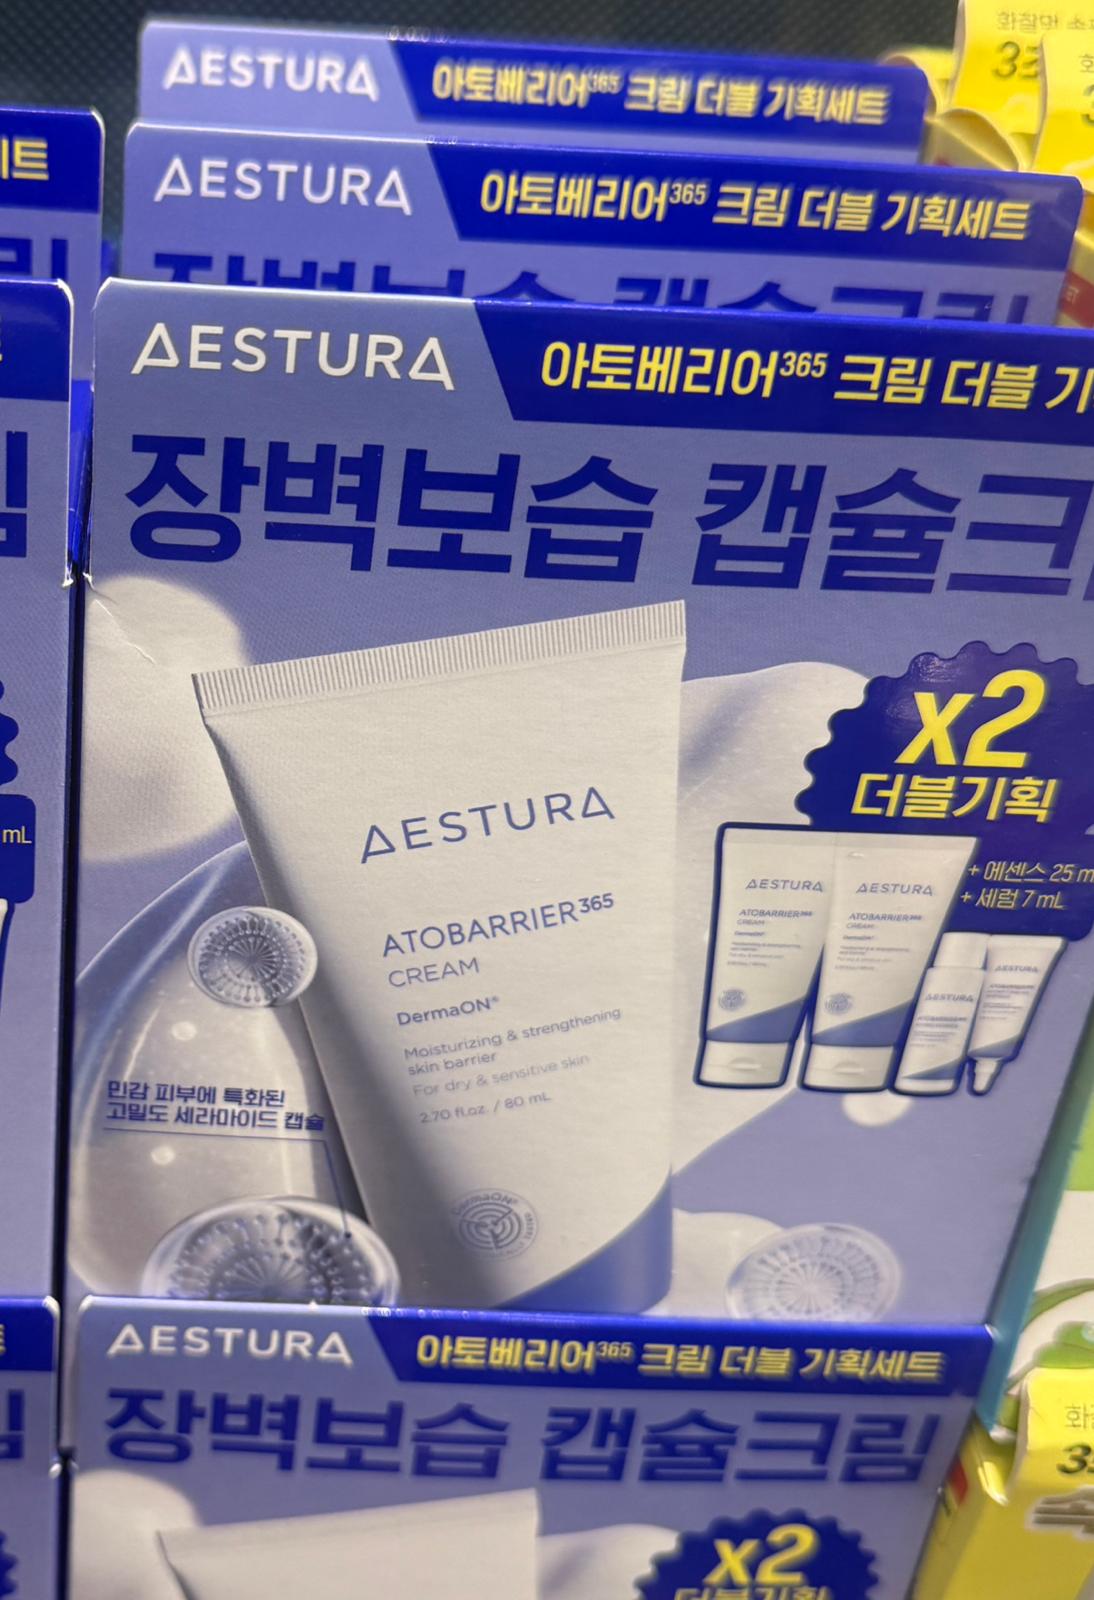 AESTURA 아토베리어365 크림 더블 기획세트
AESTURA 아토베리어365 크림 더블 기획세트
AESTURA 아토베리어365 크림 더블
장벽보습
x2
더블기획
+ 에센스 25
+ 세럼 7 mL
AESTURA
ATOBARRIER365
CREAM
DermaON®
Moisturizing & strengthening
skin barrier
For dry & sensitive skin
2.70 fl.oz. / 80 mL
AESTURA
ATOBARRIER365
CREAM
DermaON
AESTURA
ATOBARRIER365
CREAM
DermaON
AESTURA
AESTURA
민감 피부에 특화된
고밀도 세라마이드 캡슐
DermaON
AESTURA 아토베리어365 크림 더블 기획세트
장벽보습 캡슐크림
x2
더블기획
mL